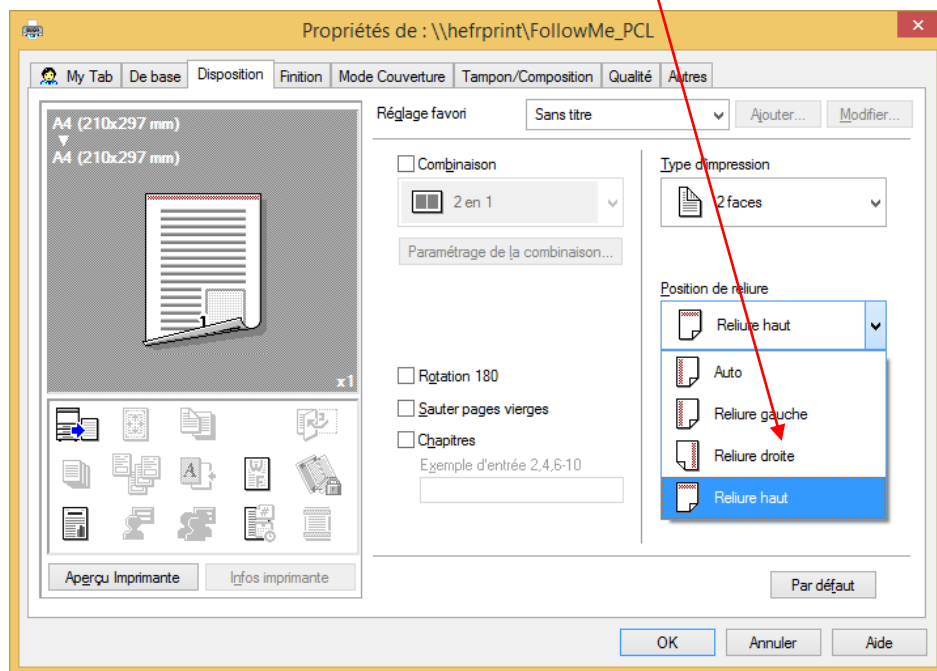 Propriétés de : \\hefrprint\FollowMe_PCL
My Tab De base Disposition Finition Mode Couverture Tampon/Composition Qualité Autres
A4 (210x297 mm)
A4 (210x297 mm)
1
x1
Réglage favori Sans titre Ajouter... Modifier...
Combinaison
2 en 1
Paramétrage de la combinaison...
Rotation 180
Sauter pages vierges
Chapitres
Exemple d'entrée 2,4,6-10
Type d'impression
2 faces
Position de reliure
Reliure haut
Auto
Reliure gauche
Reliure droite
Reliure haut
Aperçu Imprimante Infos imprimante
Par défaut
OK Annuler Aide